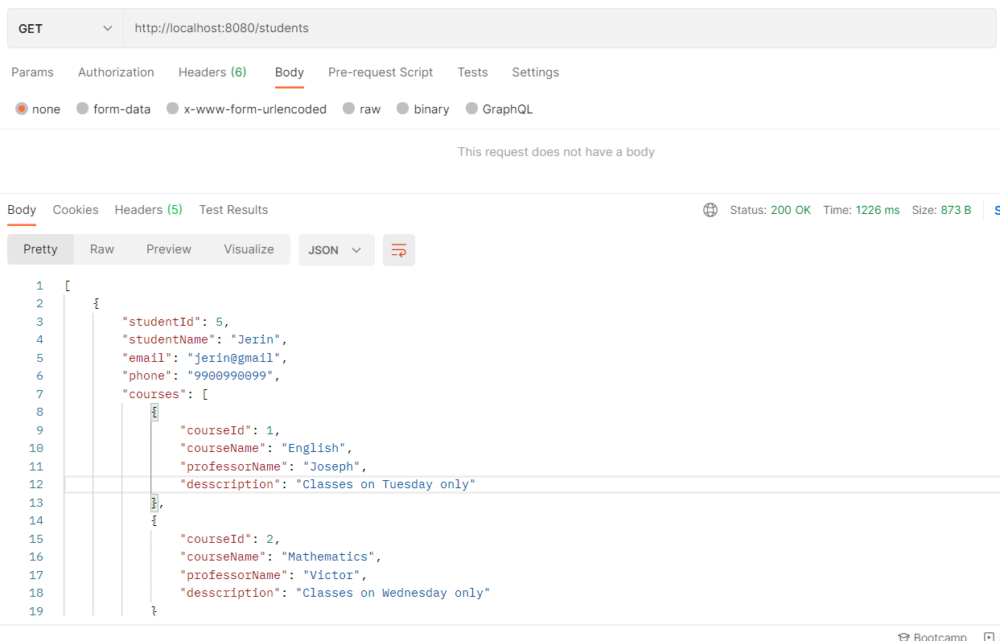 GET http://localhost:8080/students
Params Authorization Headers (6) Body Pre-request Script Tests Settings
none form-data x-www-form-urlencoded raw binary GraphQL
This request does not have a body
Body Cookies Headers (5) Test Results Status: 200 OK Time: 1226 ms Size: 873 B S
Pretty Raw Preview Visualize JSON
1 [
2 {
3 "studentId": 5,
4 "studentName": "Jerin",
5 "email": "jerin@gmail",
6 "phone": "9900990099",
7 "courses": [
8 {
9 "courseId": 1,
10 "courseName": "English",
11 "professorName": "Joseph",
12 "desscription": "Classes on Tuesday only"
13 },
14 {
15 "courseId": 2,
16 "courseName": "Mathematics",
17 "professorName": "Victor",
18 "desscription": "Classes on Wednesday only"
19 }
Bootcamp